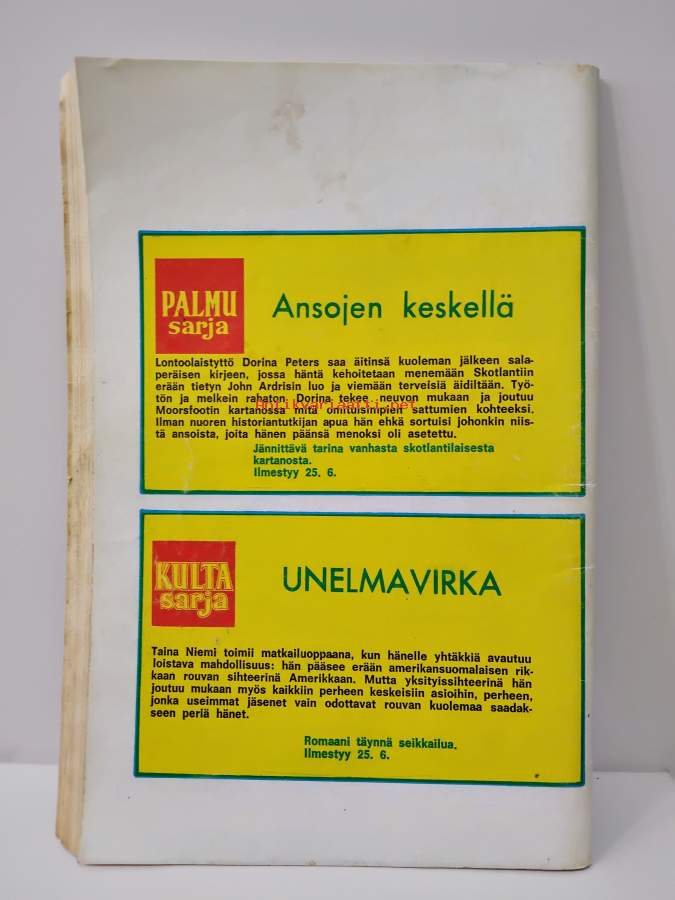 PALMU
sarja
Ansojen keskellä
Lontoolaistyttö Dorina Peters saa äitinsä kuoleman jälkeen sala-
peräisen kirjeen, jossa häntä kehoitetaan menemään Skotlantiin
erään tietyn John Ardrisin luo ja viemään terveisiä äidiltään. Työ-
tön ja melkein rahaton Dorina tekee neuvon mukaan ja joutuu
Antikvariaatti.net
Moorsfootin kartanossa mitä omituisimpien sattumien kohteeksi.
Ilman nuoren historiantutkijan apua hän ehkä sortuisi johonkin niis-
tä ansoista, joita hänen päänsä menoksi oli asetettu.
Jännittävä tarina vanhasta skotlantilaisesta
kartanosta.
Ilmestyy 25. 6.
KULTA
sarja
UNELMAVIRKA
Taina Niemi toimii matkailuoppaana, kun hänelle yhtäkkiä avautuu
loistava mahdollisuus: hän pääsee erään amerikansuomalaisen rik-
kaan rouvan sihteerinä Amerikkaan. Mutta yksityissihteerinä hän
joutuu mukaan myös kaikkiin perheen keskeisiin asioihin, perheen,
jonka useimmat jäsenet vain odottavat rouvan kuolemaa saadak-
seen periä hänet.
Romaani täynnä seikkailua.
Ilmestyy 25. 6.